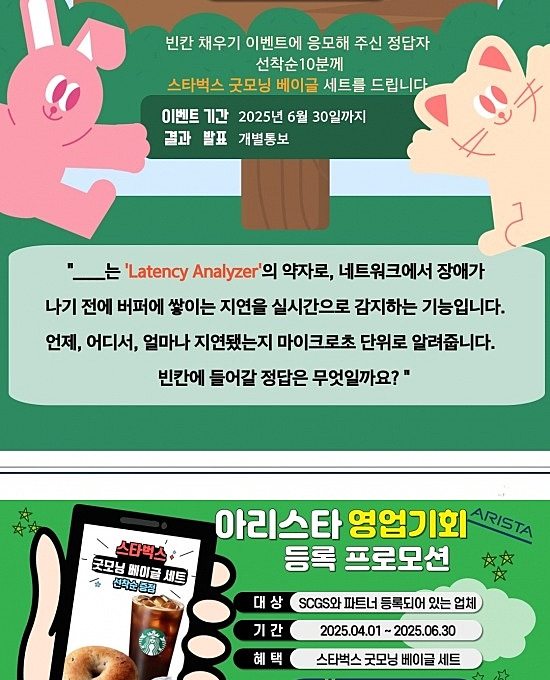 빈칸 채우기 이벤트에 응모해 주신 정답자
선착순10분께
스타벅스 굿모닝 베이글 세트를 드립니다
이벤트 기간 2025년 6월 30일까지
결과 발표 개별통보
"____는 'Latency Analyzer'의 약자로, 네트워크에서 장애가
나기 전에 버퍼에 쌓이는 지연을 실시간으로 감지하는 기능입니다.
언제, 어디서, 얼마나 지연됐는지 마이크로초 단위로 알려줍니다.
빈칸에 들어갈 정답은 무엇일까요? "
아리스타 영업기회
ARISTA
등록 프로모션
스타벅스
굿모닝 베이글 세트
선착순 증정
대 상 SCGS와 파트너 등록되어 있는 업체
기 간 2025.04.01 ~ 2025.06.30
혜 택 스타벅스 굿모닝 베이글 세트